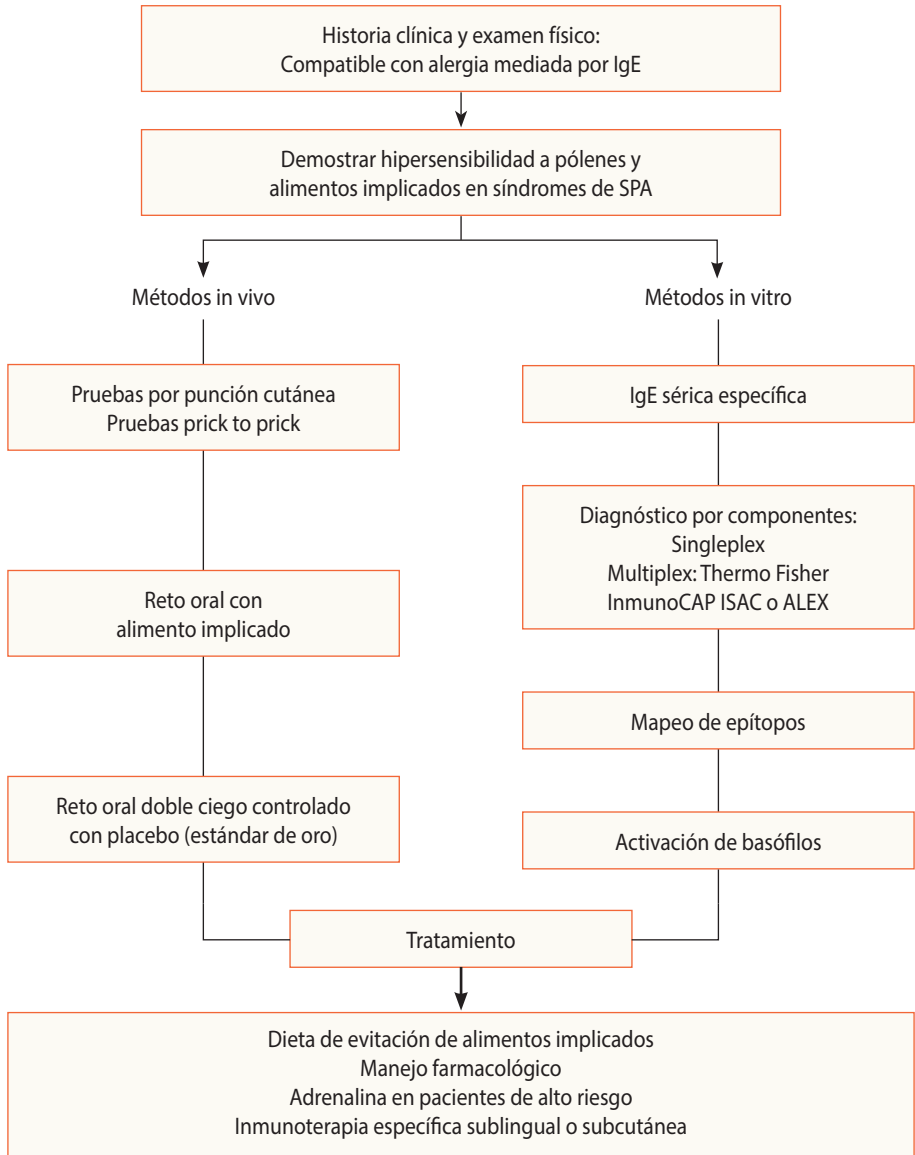 Historia clínica y examen físico:
Compatible con alergia mediada por IgE
Demostrar hipersensibilidad a pólenes y
alimentos implicados en síndromes de SPA
Métodos in vivo
Métodos in vitro
Pruebas por punción cutánea
Pruebas prick to prick
IgE sérica específica
Diagnóstico por componentes:
Singleplex
Multiplex: Thermo Fisher
InmunoCAP ISAC o ALEX
Reto oral con
alimento implicado
Mapeo de epítopos
Reto oral doble ciego controlado
con placebo (estándar de oro)
Activación de basófilos
Tratamiento
Dieta de evitación de alimentos implicados
Manejo farmacológico
Adrenalina en pacientes de alto riesgo
Inmunoterapia específica sublingual o subcutánea